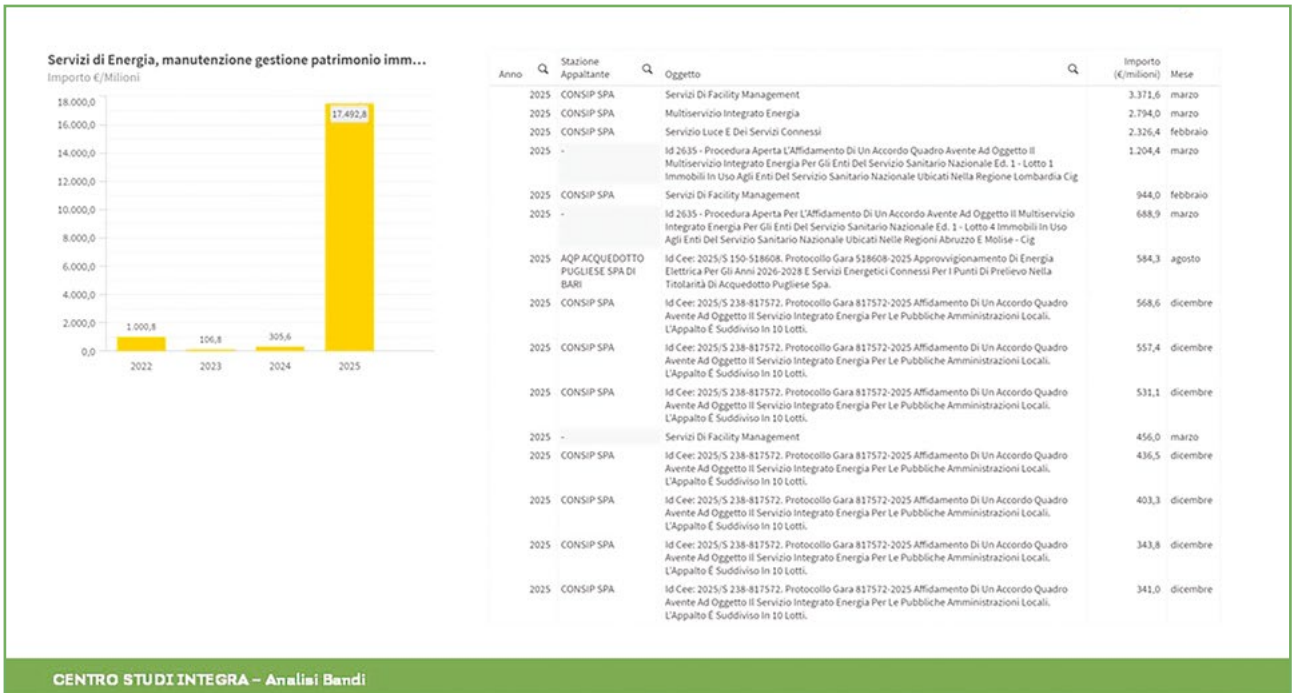 Servizi di Energia, manutenzione gestione patrimonio imm...
Importo €/Milioni
18.000,0
16.000,0
14.000,0
12.000,0
10.000,0
8.000,0
6.000,0
4.000,0
2.000,0
0,0
1.000,8
106,8
305,6
17.492,8
2022 2023 2024 2025
Anno Stazione Appaltante Oggetto Importo (€/milioni) Mese
2025 CONSIP SPA Servizi Di Facility Management 3.371,6 marzo
2025 CONSIP SPA Multiservizio Integrato Energia 2.794,0 marzo
2025 CONSIP SPA Servizio Luce E Dei Servizi Connessi 2.326,4 febbraio
2025 - Id 2635 - Procedura Aperta L'Affidamento Di Un Accordo Quadro Avente Ad Oggetto Il 1.204,4 marzo
Multiservizio Integrato Energia Per Gli Enti Del Servizio Sanitario Nazionale Ed. 1 - Lotto 1
Immobili In Uso Agli Enti Del Servizio Sanitario Nazionale Ubicati Nella Regione Lombardia Cig
2025 CONSIP SPA Servizi Di Facility Management 944,0 febbraio
2025 - Id 2635 - Procedura Aperta Per L'Affidamento Di Un Accordo Avente Ad Oggetto Il Multiservizio 688,9 marzo
Integrato Energia Per Gli Enti Del Servizio Sanitario Nazionale Ed. 1 - Lotto 4 Immobili In Uso
Agli Enti Del Servizio Sanitario Nazionale Ubicati Nelle Regioni Abruzzo E Molise - Cig
2025 AQP ACQUEDOTTO Id Cee: 2025/S 150-518608. Protocollo Gara 518608-2025 Approvvigionamento Di Energia 584,3 agosto
PUGLIESE SPA DI Elettrica Per Gli Anni 2026-2028 E Servizi Energetici Connessi Per I Punti Di Prelievo Nella
BARI Titolarità Di Acquedotto Pugliese Spa.
2025 CONSIP SPA Id Cee: 2025/S 238-817572. Protocollo Gara 817572-2025 Affidamento Di Un Accordo Quadro 568,6 dicembre
Avente Ad Oggetto Il Servizio Integrato Energia Per Le Pubbliche Amministrazioni Locali.
L'Appalto É Suddiviso In 10 Lotti.
2025 CONSIP SPA Id Cee: 2025/S 238-817572. Protocollo Gara 817572-2025 Affidamento Di Un Accordo Quadro 557,4 dicembre
Avente Ad Oggetto Il Servizio Integrato Energia Per Le Pubbliche Amministrazioni Locali.
L'Appalto É Suddiviso In 10 Lotti.
2025 CONSIP SPA Id Cee: 2025/S 238-817572. Protocollo Gara 817572-2025 Affidamento Di Un Accordo Quadro 531,1 dicembre
Avente Ad Oggetto Il Servizio Integrato Energia Per Le Pubbliche Amministrazioni Locali.
L'Appalto É Suddiviso In 10 Lotti.
2025 - Servizi Di Facility Management 456,0 marzo
2025 CONSIP SPA Id Cee: 2025/S 238-817572. Protocollo Gara 817572-2025 Affidamento Di Un Accordo Quadro 436,5 dicembre
Avente Ad Oggetto Il Servizio Integrato Energia Per Le Pubbliche Amministrazioni Locali.
L'Appalto É Suddiviso In 10 Lotti.
2025 CONSIP SPA Id Cee: 2025/S 238-817572. Protocollo Gara 817572-2025 Affidamento Di Un Accordo Quadro 403,3 dicembre
Avente Ad Oggetto Il Servizio Integrato Energia Per Le Pubbliche Amministrazioni Locali.
L'Appalto É Suddiviso In 10 Lotti.
2025 CONSIP SPA Id Cee: 2025/S 238-817572. Protocollo Gara 817572-2025 Affidamento Di Un Accordo Quadro 343,8 dicembre
Avente Ad Oggetto Il Servizio Integrato Energia Per Le Pubbliche Amministrazioni Locali.
L'Appalto É Suddiviso In 10 Lotti.
2025 CONSIP SPA Id Cee: 2025/S 238-817572. Protocollo Gara 817572-2025 Affidamento Di Un Accordo Quadro 341,0 dicembre
Avente Ad Oggetto Il Servizio Integrato Energia Per Le Pubbliche Amministrazioni Locali.
L'Appalto É Suddiviso In 10 Lotti.
CENTRO STUDI INTEGRA – Analisi Bandi